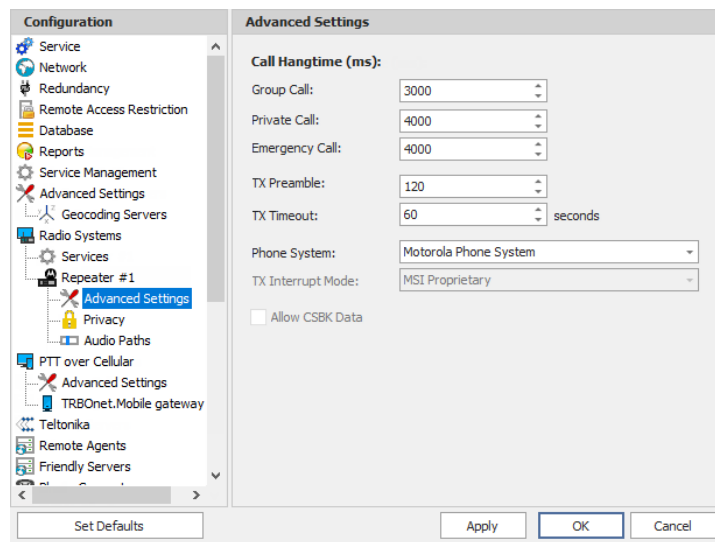 Configuration
Service
Network
Redundancy
Remote Access Restriction
Database
Reports
Service Management
Advanced Settings
Geocoding Servers
Radio Systems
Services
Repeater #1
Advanced Settings
Privacy
Audio Paths
PTT over Cellular
Advanced Settings
TRBOnet.Mobile gateway
Teltonika
Remote Agents
Friendly Servers
Set Defaults
Advanced Settings
Call Hangtime (ms):
Group Call: 3000
Private Call: 4000
Emergency Call: 4000
TX Preamble: 120
TX Timeout: 60 seconds
Phone System: Motorola Phone System
TX Interrupt Mode: MSI Proprietary
Allow CSBK Data
Apply OK Cancel